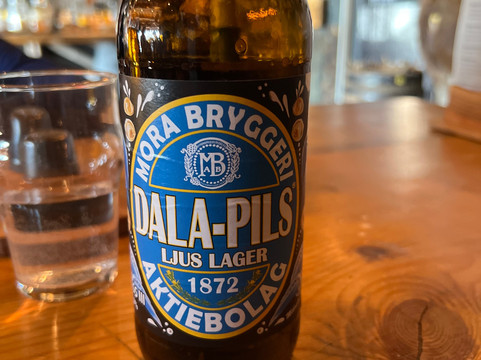 MORA BRYGGERI
MB
DALA-PILS
LJUS LAGER
1872
AKTIEBOLAG